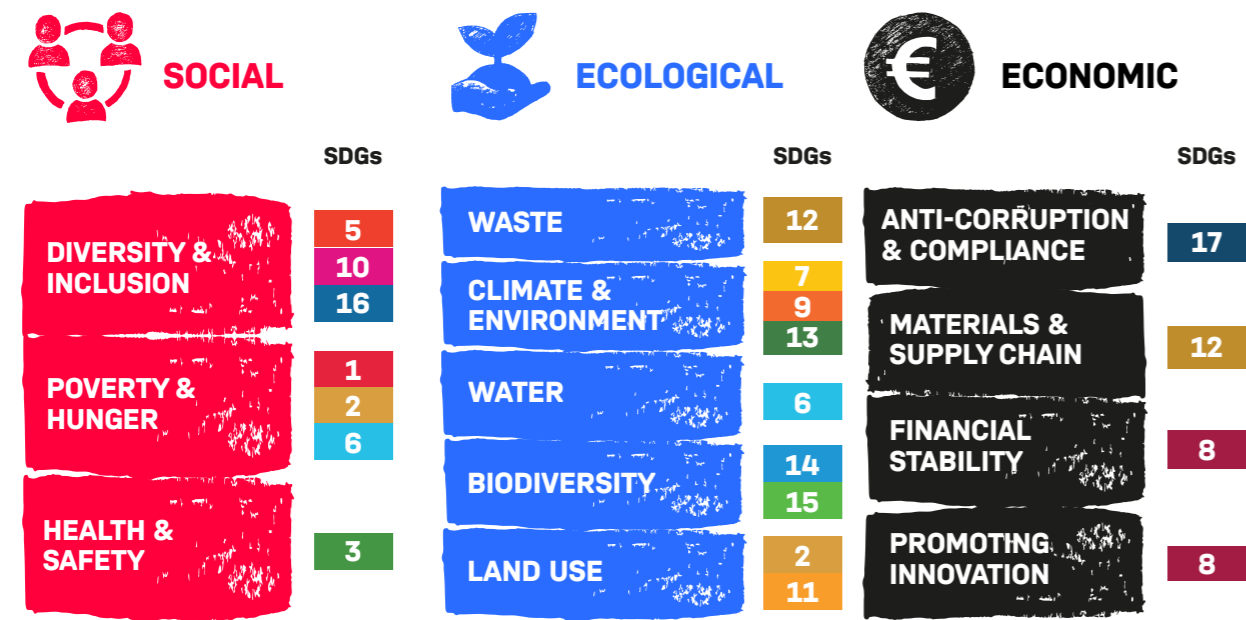 SOCIAL
SDGs
DIVERSITY &
INCLUSION
5
10
16
POVERTY &
HUNGER
1
2
6
HEALTH &
SAFETY
3
ECOLOGICAL
SDGs
WASTE
12
CLIMATE &
ENVIRONMENT
7
9
13
WATER
6
BIODIVERSITY
14
15
LAND USE
2
11
€
ECONOMIC
SDGs
ANTI-CORRUPTION
& COMPLIANCE
17
MATERIALS &
SUPPLY CHAIN
12
FINANCIAL
STABILITY
8
PROMOTING
INNOVATION
8